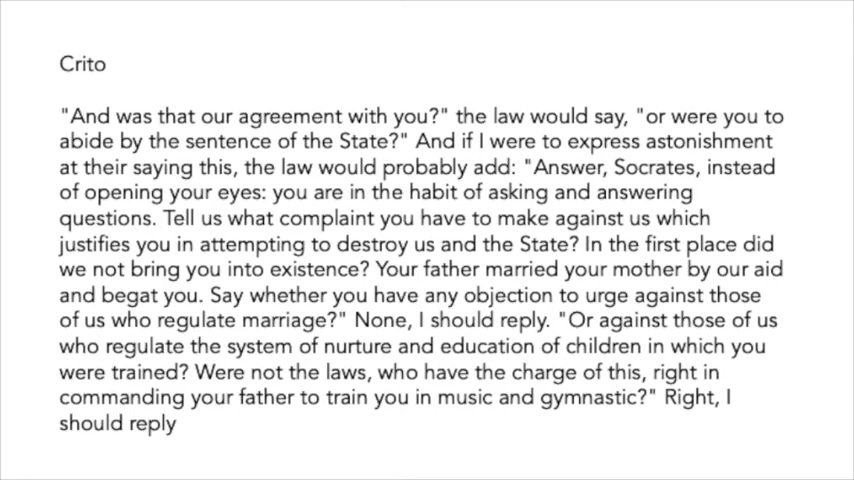 Crito
"And was that our agreement with you?" the law would say, "or were you to
abide by the sentence of the State?" And if I were to express astonishment
at their saying this, the law would probably add: "Answer, Socrates, instead
of opening your eyes: you are in the habit of asking and answering
questions. Tell us what complaint you have to make against us which
justifies you in attempting to destroy us and the State? In the first place did
we not bring you into existence? Your father married your mother by our aid
and begat you. Say whether you have any objection to urge against those
of us who regulate marriage?" None, I should reply. "Or against those of us
who regulate the system of nurture and education of children in which you
were trained? Were not the laws, who have the charge of this, right in
commanding your father to train you in music and gymnastic?" Right, I
should reply